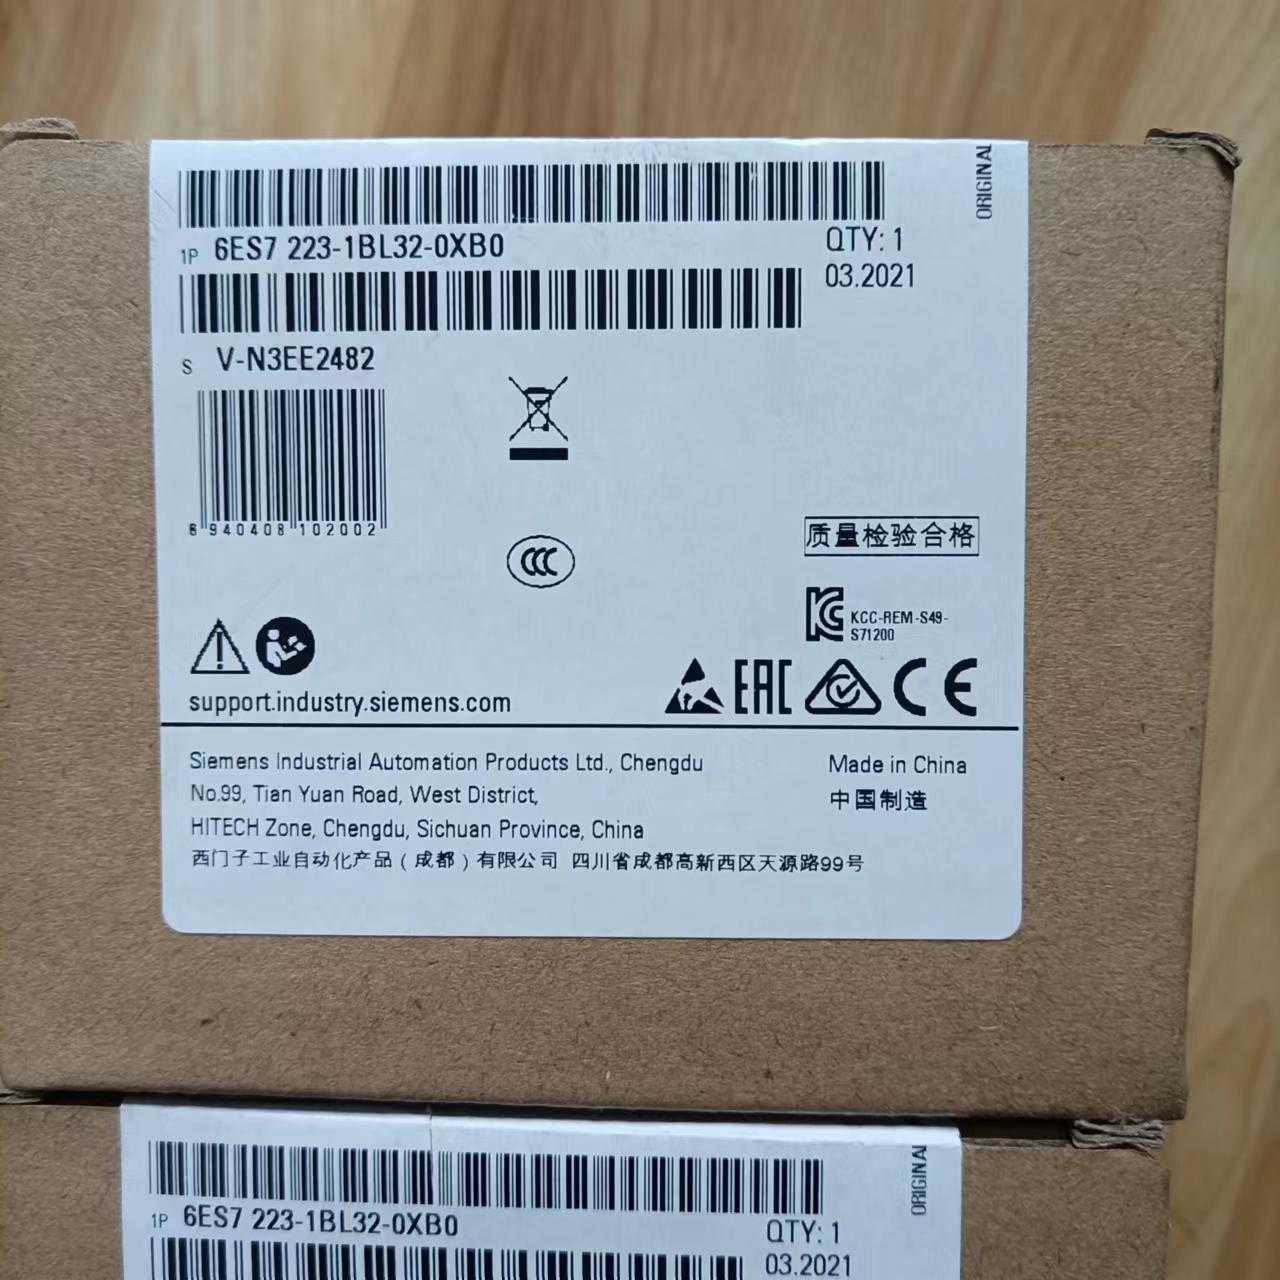 ORIGINAL
1P 6ES7 223-1BL32-0XB0
QTY: 1
03.2021
S V-N3EE2482
6 940408 102002
质量检验合格
KCC-REM-S49-
S71200
support.industry.siemens.com
EAC
CE
Siemens Industrial Automation Products Ltd., Chengdu
No.99, Tian Yuan Road, West District,
HITECH Zone, Chengdu, Sichuan Province, China
西门子工业自动化产品（成都）有限公司 四川省成都高新西区天源路99号
Made in China
中国制造
ORIGINAL
1P 6ES7 223-1BL32-0XB0
QTY: 1
03.2021